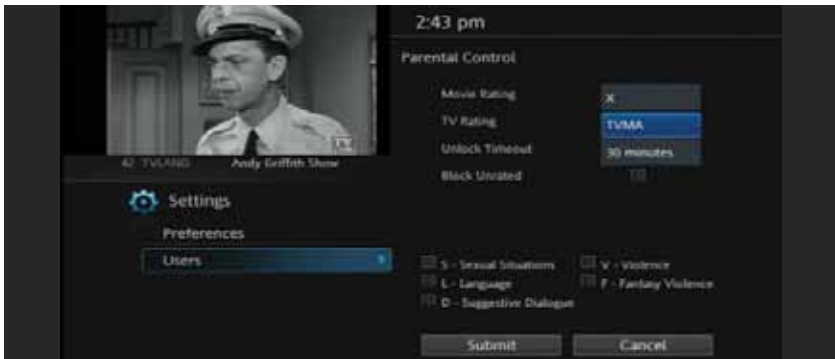 2:43 pm
Parental Control
Movie Rating X
TV Rating TVMA
Unlock Timeout 30 minutes
Block Unrated
TV
42 TVLAND Andy Griffith Show
Settings
Preferences
Users
S - Sexual Situations V - Violence
L - Language F - Fantasy Violence
D - Suggestive Dialogue
Submit Cancel